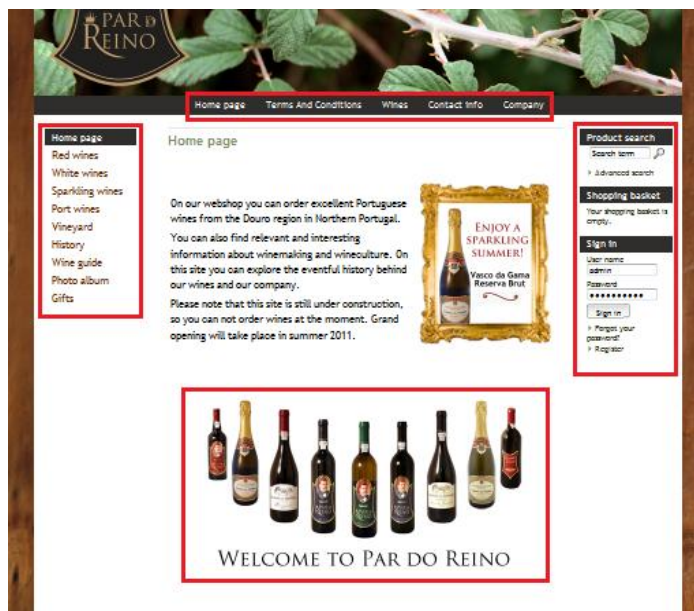 PAR DO
REINO
Home page Terms And Conditions Wines Contact info Company
Home page
Red wines
White wines
Sparkling wines
Port wines
Vineyard
History
Wine guide
Photo album
Gifts
Home page
On our webshop you can order excellent Portuguese
wines from the Douro region in Northern Portugal.
You can also find relevant and interesting
information about winemaking and wineculture. On
this site you can explore the eventful history behind
our wines and our company.
Please note that this site is still under construction,
so you can not order wines at the moment. Grand
opening will take place in summer 2011.
ENJOY A
SPARKLING
SUMMER!
Vasco da Gama
Reserva Brut
WELCOME TO PAR DO REINO
Product search
Search term
Advanced search
Shopping basket
Your shopping basket is
empty.
Sign in
User name
admin
Password
Sign in
Forgot your
password?
Register